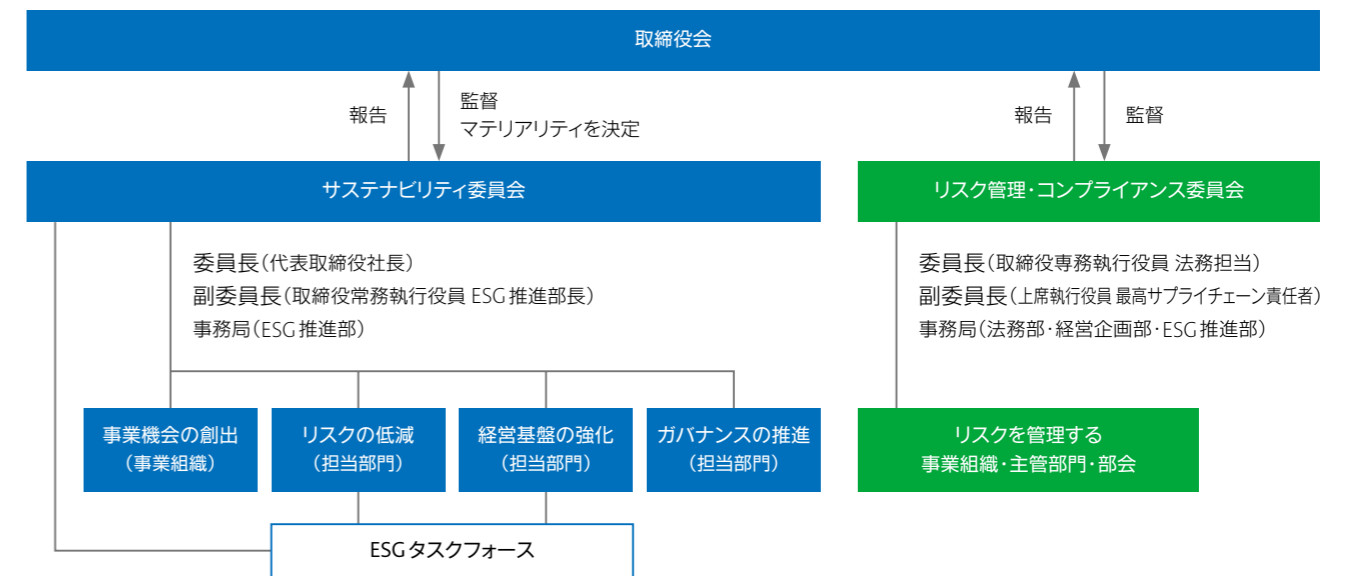 取締役会
報告
監督
マテリアリティを決定
報告
監督
サステナビリティ委員会
リスク管理・コンプライアンス委員会
委員長(代表取締役社長)
副委員長(取締役常務執行役員 ESG推進部長)
事務局(ESG推進部)
委員長(取締役専務執行役員 法務担当)
副委員長(上席執行役員 最高サプライチェーン責任者)
事務局(法務部・経営企画部・ESG推進部)
事業機会の創出
(事業組織)
リスクの低減
(担当部門)
経営基盤の強化
(担当部門)
ガバナンスの推進
(担当部門)
リスクを管理する
事業組織・主管部門・部会
ESGタスクフォース